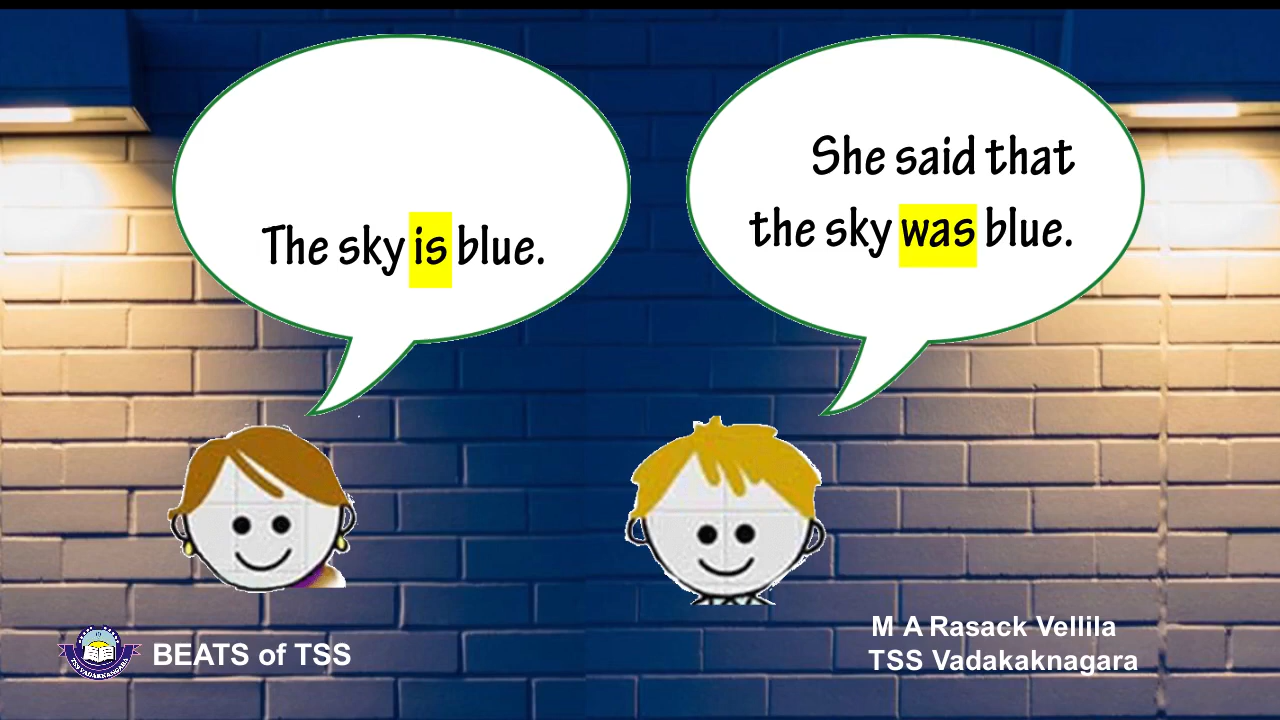 The sky is blue.
She said that
the sky was blue.
BEATS of TSS
M A Rasack Vellila
TSS Vadakaknagara